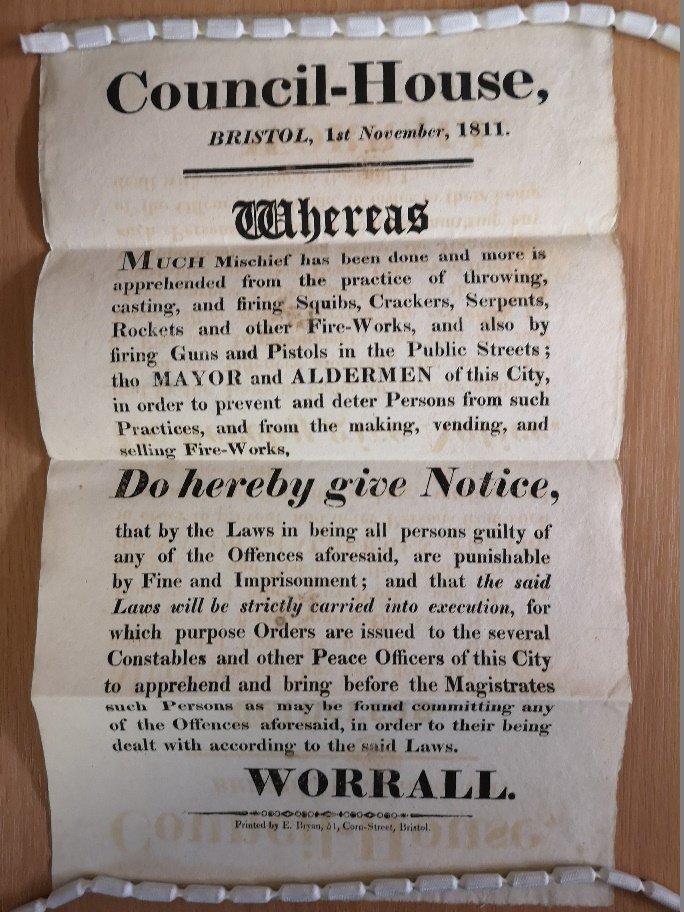 Council-House,
BRISTOL, 1st November, 1811.
Whereas
MUCH Mischief has been done and more is
apprehended from the practice of throwing,
casting, and firing Squibs, Crackers, Serpents,
Rockets and other Fire-Works, and also by
firing Guns and Pistols in the Public Streets;
tho MAYOR and ALDERMEN of this City,
in order to prevent and deter Persons from such
Practices, and from the making, vending, and
selling Fire-Works,
Do hereby give Notice,
that by the Laws in being all persons guilty of
any of the Offences aforesaid, are punishable
by Fine and Imprisonment; and that the said
Laws will be strictly carried into execution, for
which purpose Orders are issued to the several
Constables and other Peace Officers of this City
to apprehend and bring before the Magistrates
such Persons as may be found committing any
of the Offences aforesaid, in order to their being
dealt with according to the said Laws.
WORRALL.
Printed by E. Bryan, 51, Corn-Street, Bristol.